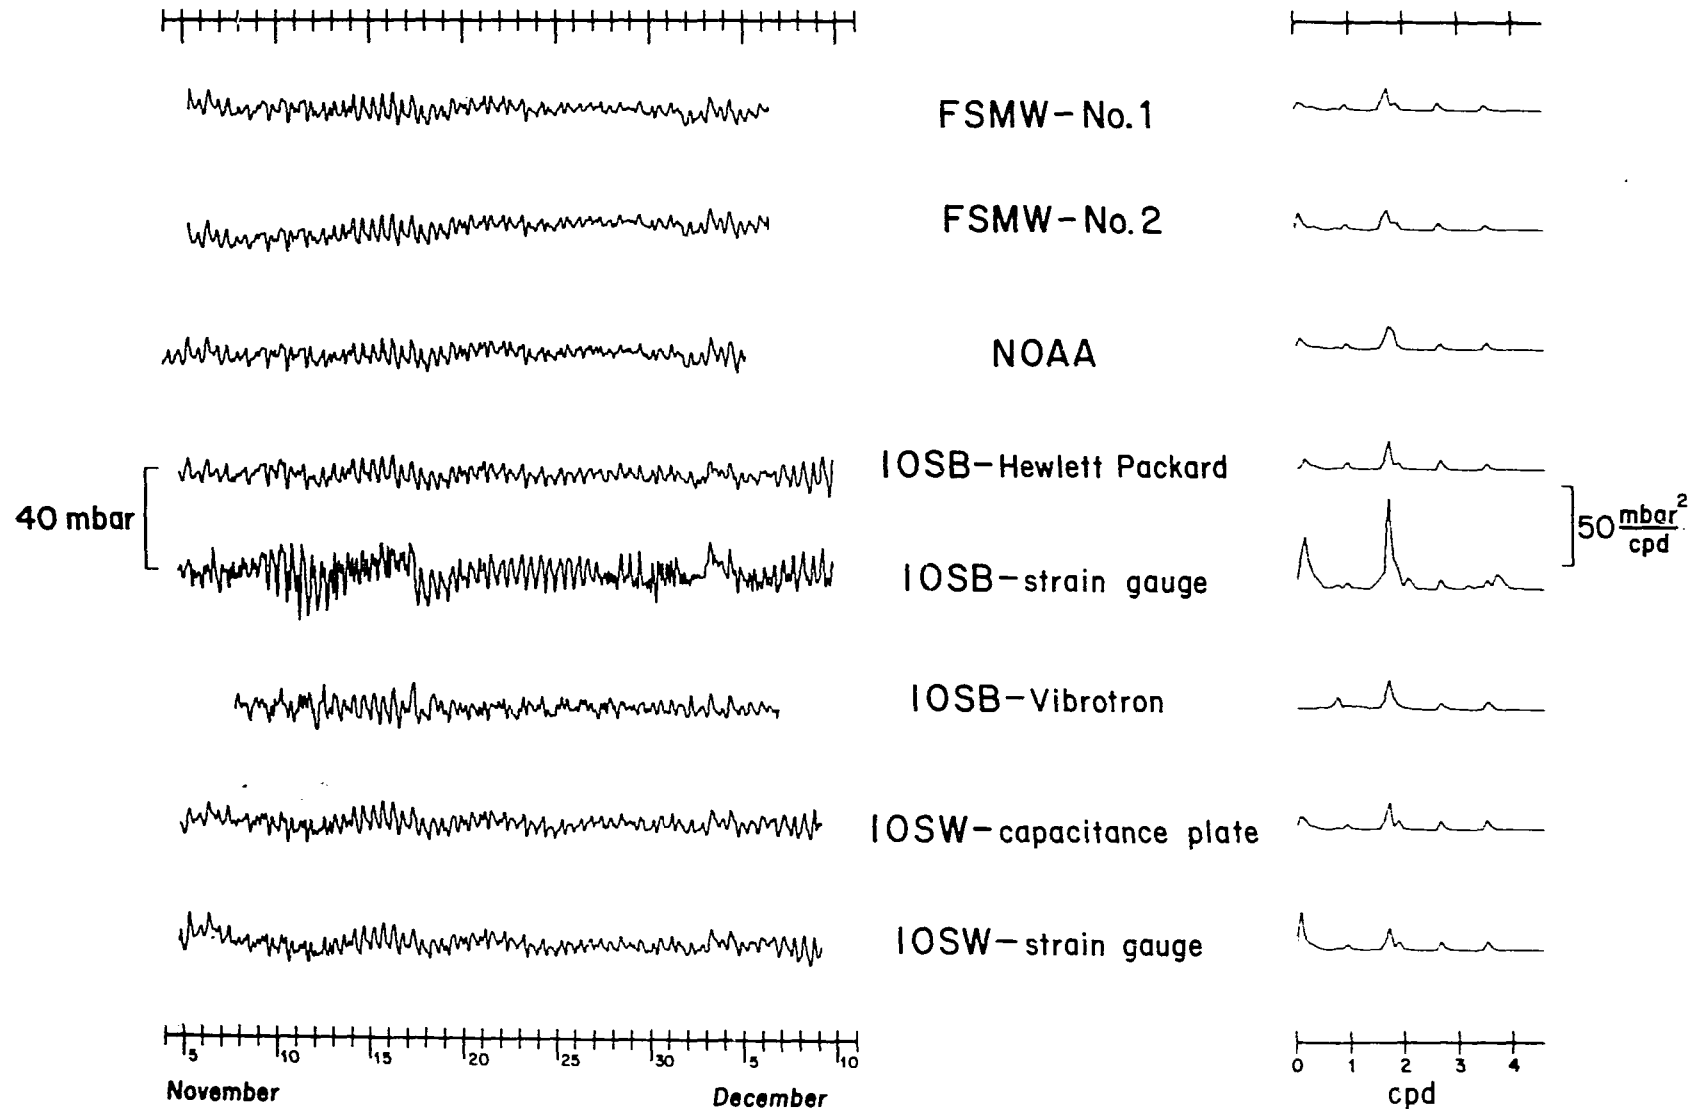 FSMW-No.1
FSMW-No.2
NOAA
IOSB-Hewlett Packard
40 mbar
50 mbar²/cpd
IOSB-strain gauge
IOSB-Vibrotron
IOSW-capacitance plate
IOSW-strain gauge
5 10 15 20 25 30 5 10
0 1 2 3 4
November
December
cpd